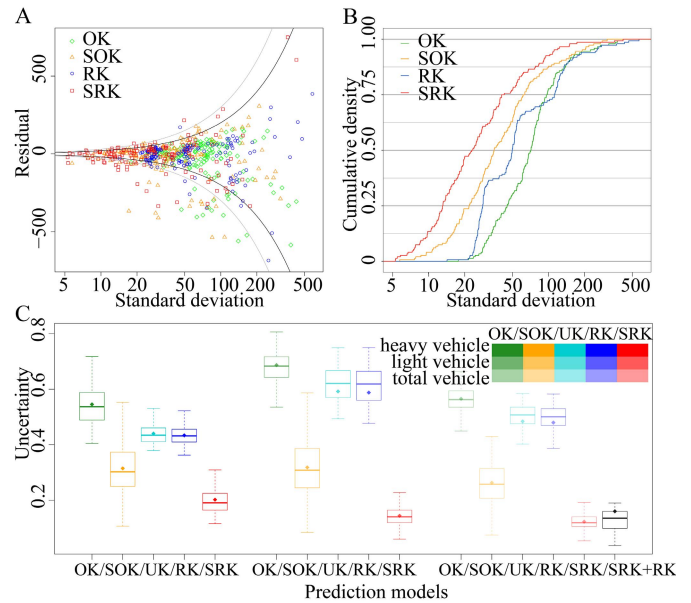 A
OK
SOK
RK
SRK
Residual
500
0
−500
5 10 20 50 100 200 500
Standard deviation
B
OK
SOK
RK
SRK
Cumulative density
1.00
0.75
0.50
0.25
0
5 10 20 50 100 200 500
Standard deviation
C
OK/SOK/UK/RK/SRK
heavy vehicle
light vehicle
total vehicle
Uncertainty
0.8
0.6
0.4
0.2
OK/SOK/UK/RK/SRK OK/SOK/UK/RK/SRK OK/SOK/UK/RK/SRK/SRK+RK
Prediction models